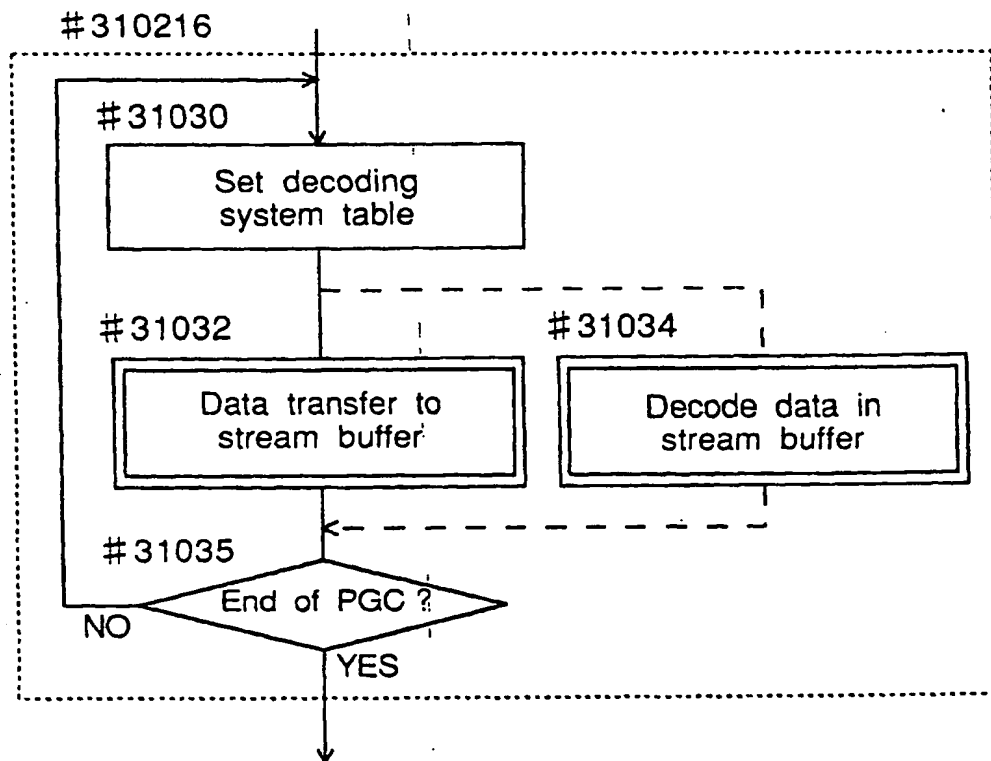 #310216
#31030
Set decoding
system table
#31032
#31034
Data transfer to
stream buffer
Decode data in
stream buffer
#31035
End of PGC ?
NO
YES